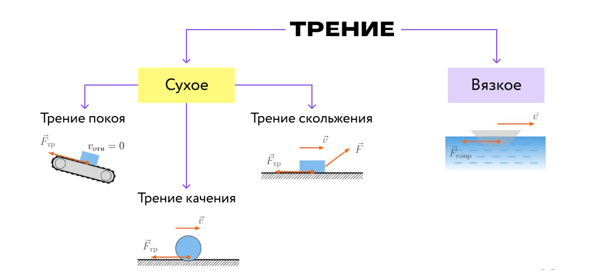 ТРЕНИЕ
Сухое
Вязкое
Трение покоя
Трение скольжения
F⃗тр
vотн = 0
v⃗
F⃗тр
F⃗
v⃗
F⃗сопр
Трение качения
v⃗
F⃗тр